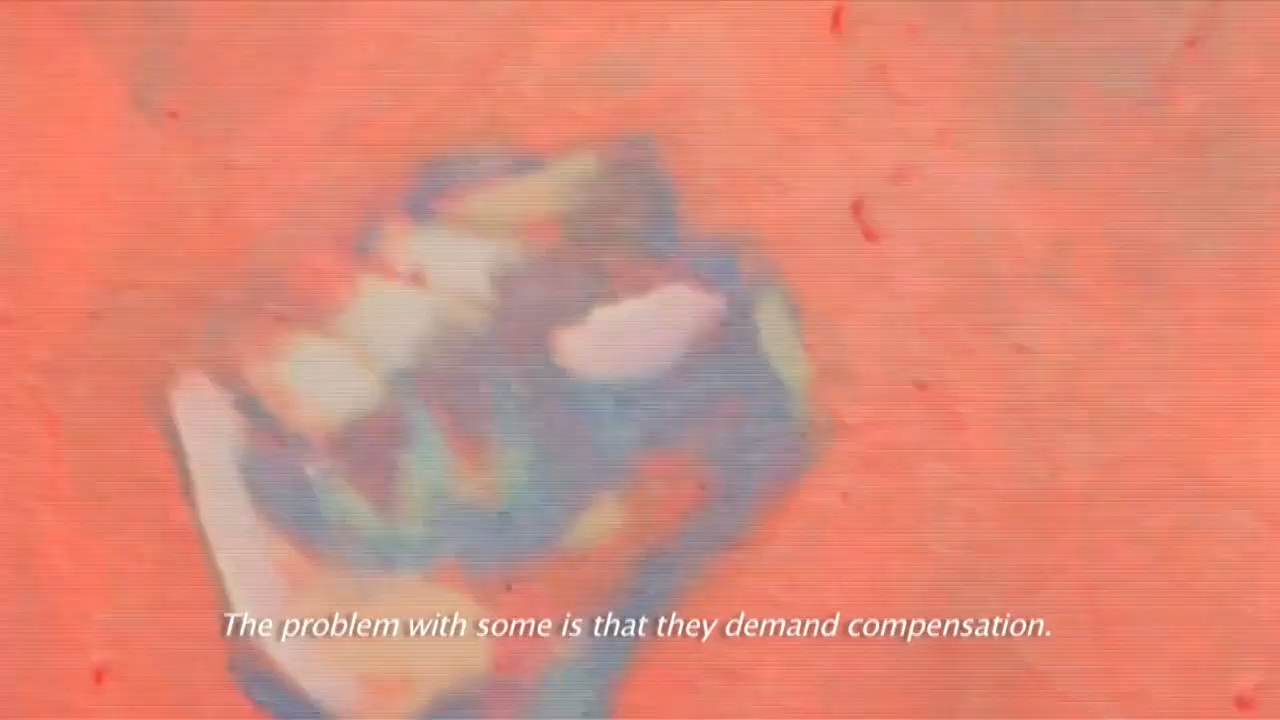 The problem with some is that they demand compensation.